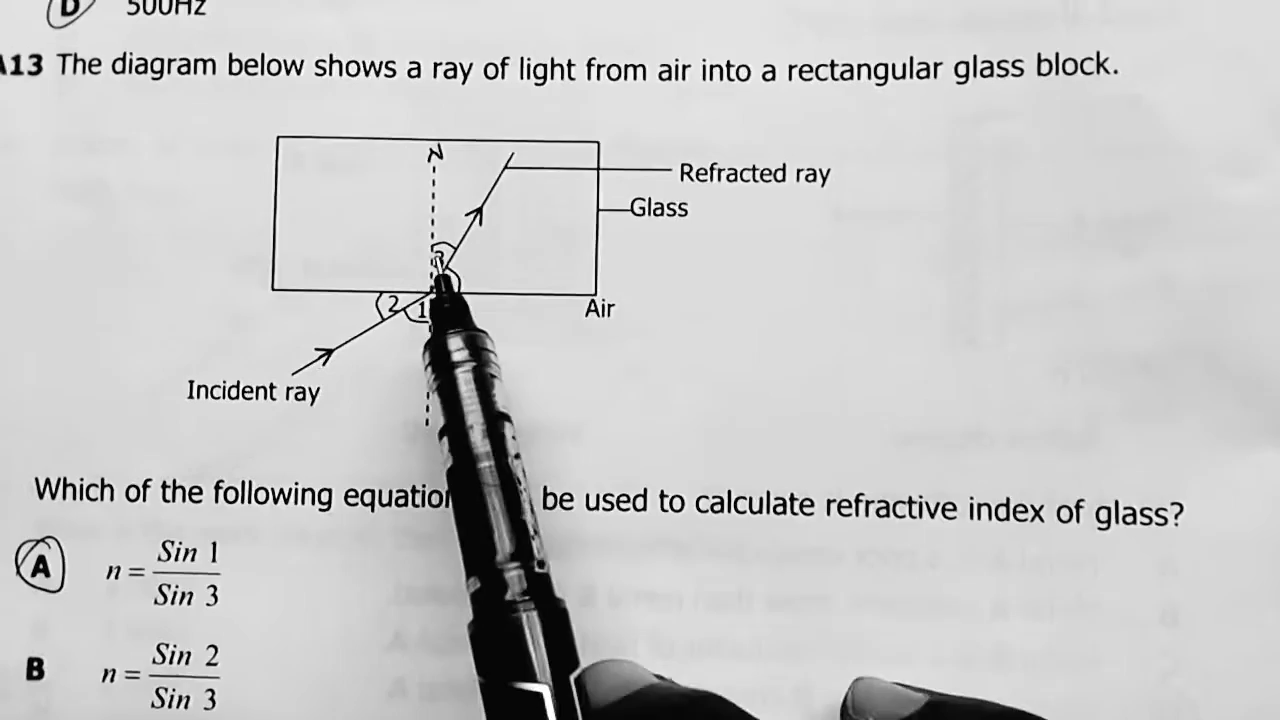 D 500Hz
A13 The diagram below shows a ray of light from air into a rectangular glass block.
N
Refracted ray
Glass
3
2 1
Air
Incident ray
Which of the following be used to calculate refractive index of glass?
A n = Sin 1
Sin 3
B n = Sin 2
Sin 3